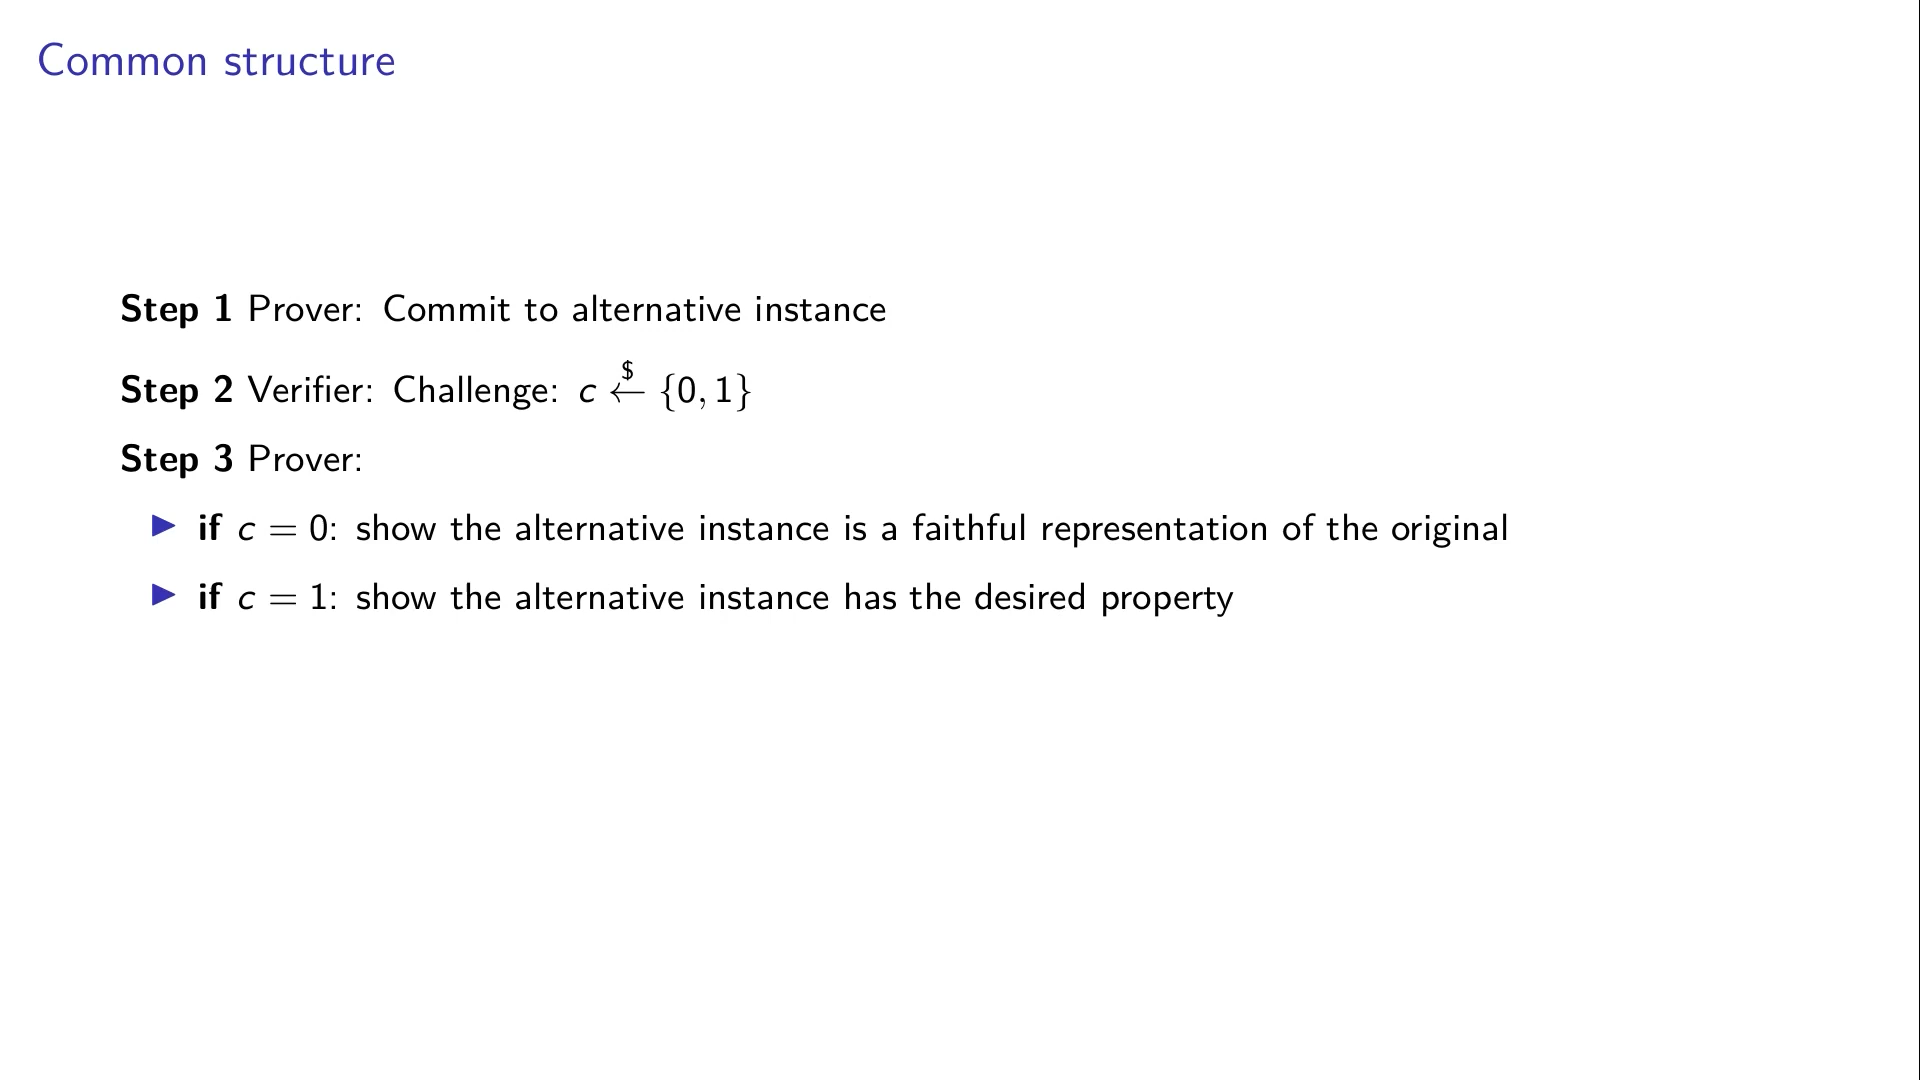 Common structure
Step 1 Prover: Commit to alternative instance
Step 2 Verifier: Challenge: c $← {0, 1}
Step 3 Prover:
▶ if c = 0: show the alternative instance is a faithful representation of the original
▶ if c = 1: show the alternative instance has the desired property